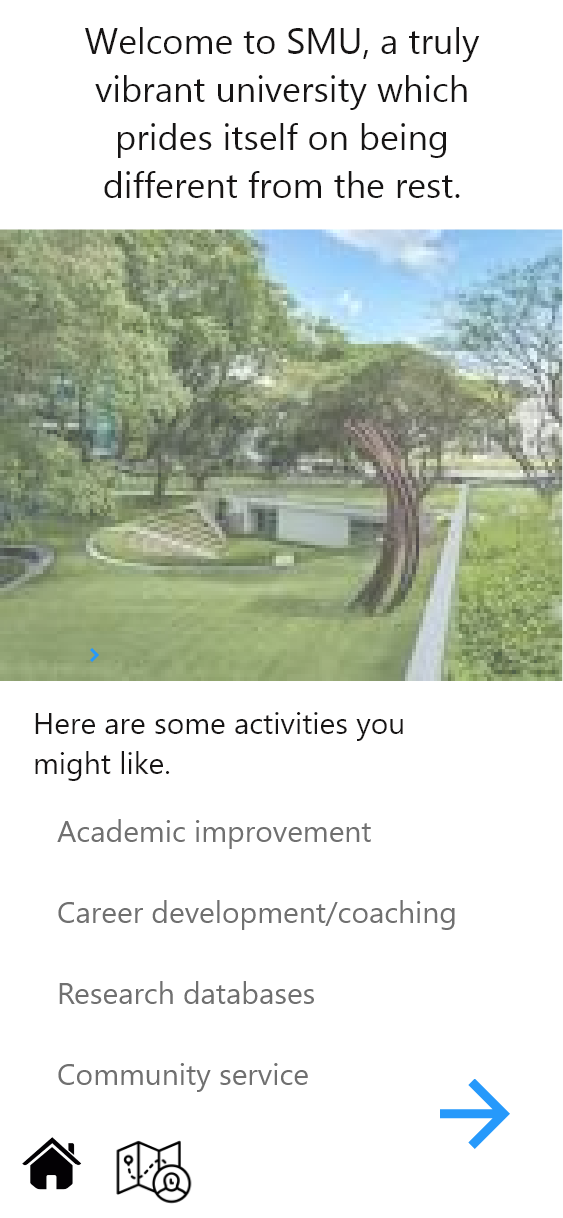 Welcome to SMU, a truly
vibrant university which
prides itself on being
different from the rest.
Here are some activities you
might like.
Academic improvement
Career development/coaching
Research databases
Community service